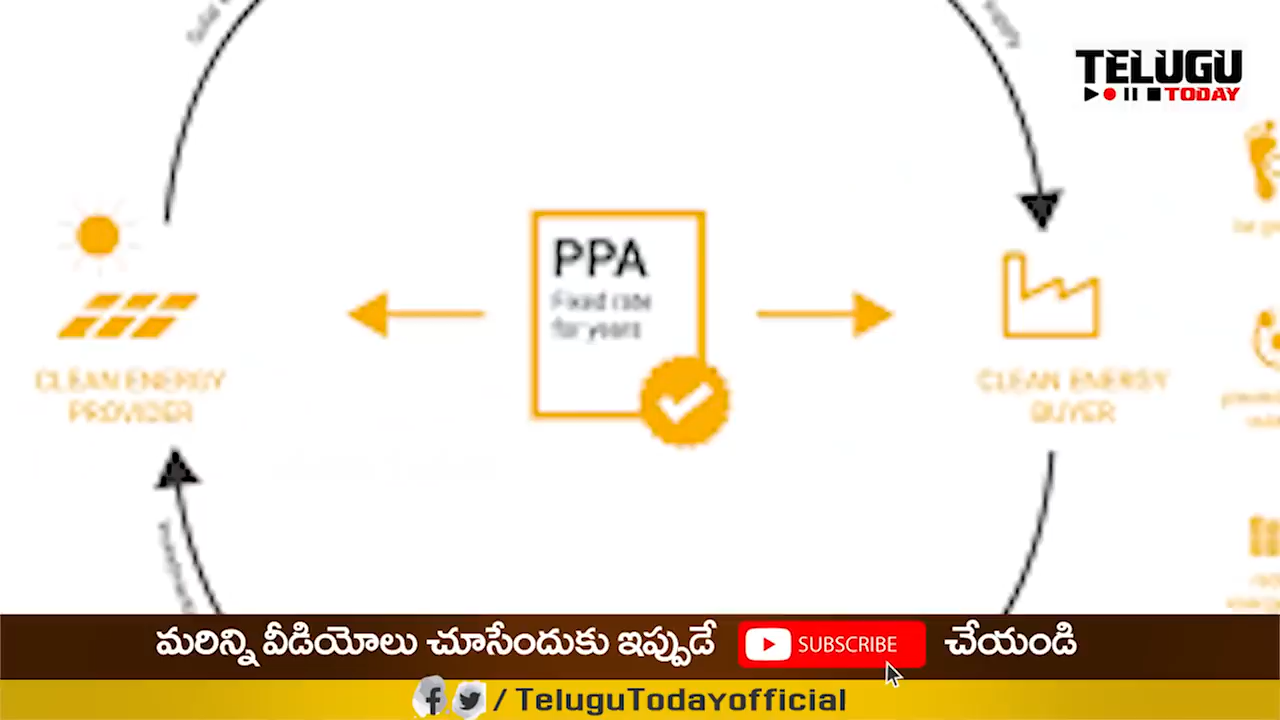 TELUGU
TODAY
PPA
Fixed rate
for years
CLEAN ENERGY
PROVIDER
CLEAN ENERGY
BUYER
మరిన్ని వీడియోలు చూసేందుకు ఇప్పుడే SUBSCRIBE చేయండి
/ TeluguTodayofficial